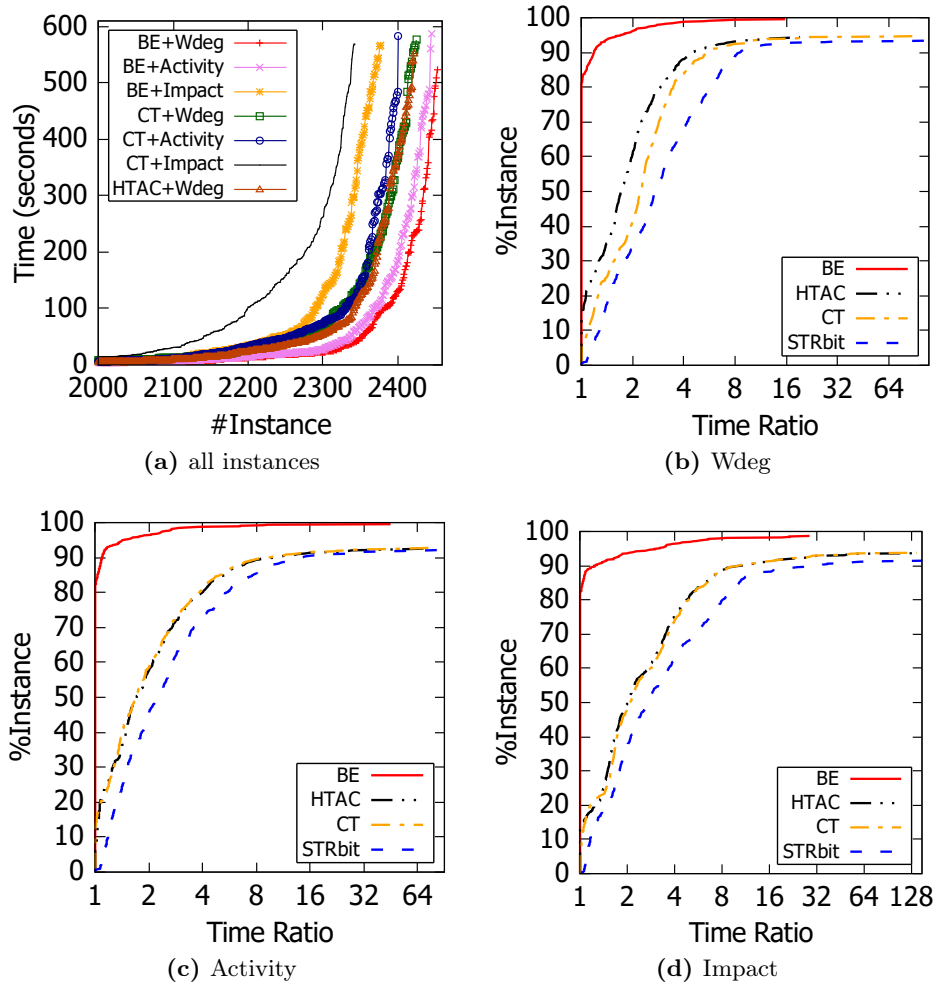 600
500
400
300
200
100
0
Time (seconds)
BE+Wdeg
BE+Activity
BE+Impact
CT+Wdeg
CT+Activity
CT+Impact
HTAC+Wdeg
2000 2100 2200 2300 2400
#Instance
(a) all instances
100
90
80
70
60
50
40
30
20
10
0
%Instance
BE
HTAC
CT
STRbit
1 2 4 8 16 32 64
Time Ratio
(b) Wdeg
100
90
80
70
60
50
40
30
20
10
0
%Instance
BE
HTAC
CT
STRbit
1 2 4 8 16 32 64
Time Ratio
(c) Activity
100
90
80
70
60
50
40
30
20
10
0
%Instance
BE
HTAC
CT
STRbit
1 2 4 8 16 32 64 128
Time Ratio
(d) Impact